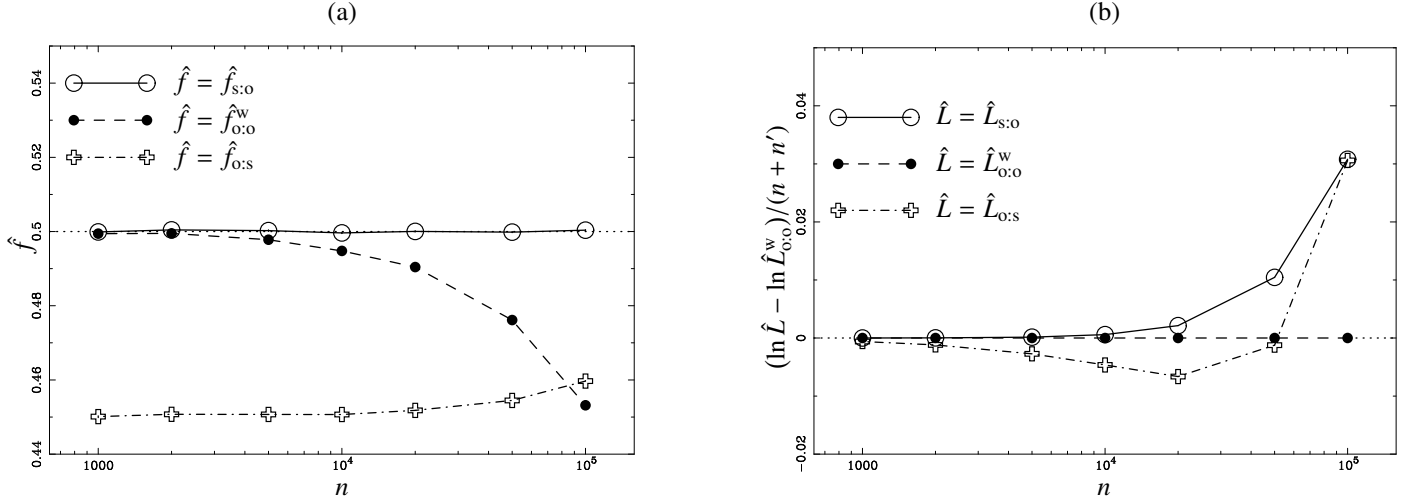 (a)
(b)
0.54
0.52
0.5
0.48
0.46
0.44
f̂
f̂ = f̂ₛ:ₒ
f̂ = f̂ʷₒ:ₒ
f̂ = f̂ₒ:ₛ
1000
10⁴
10⁵
n
0.04
0.02
0
−0.02
(ln L̂ − ln L̂ʷₒ:ₒ)/(n + n′)
L̂ = L̂ₛ:ₒ
L̂ = L̂ʷₒ:ₒ
L̂ = L̂ₒ:ₛ
1000
10⁴
10⁵
n